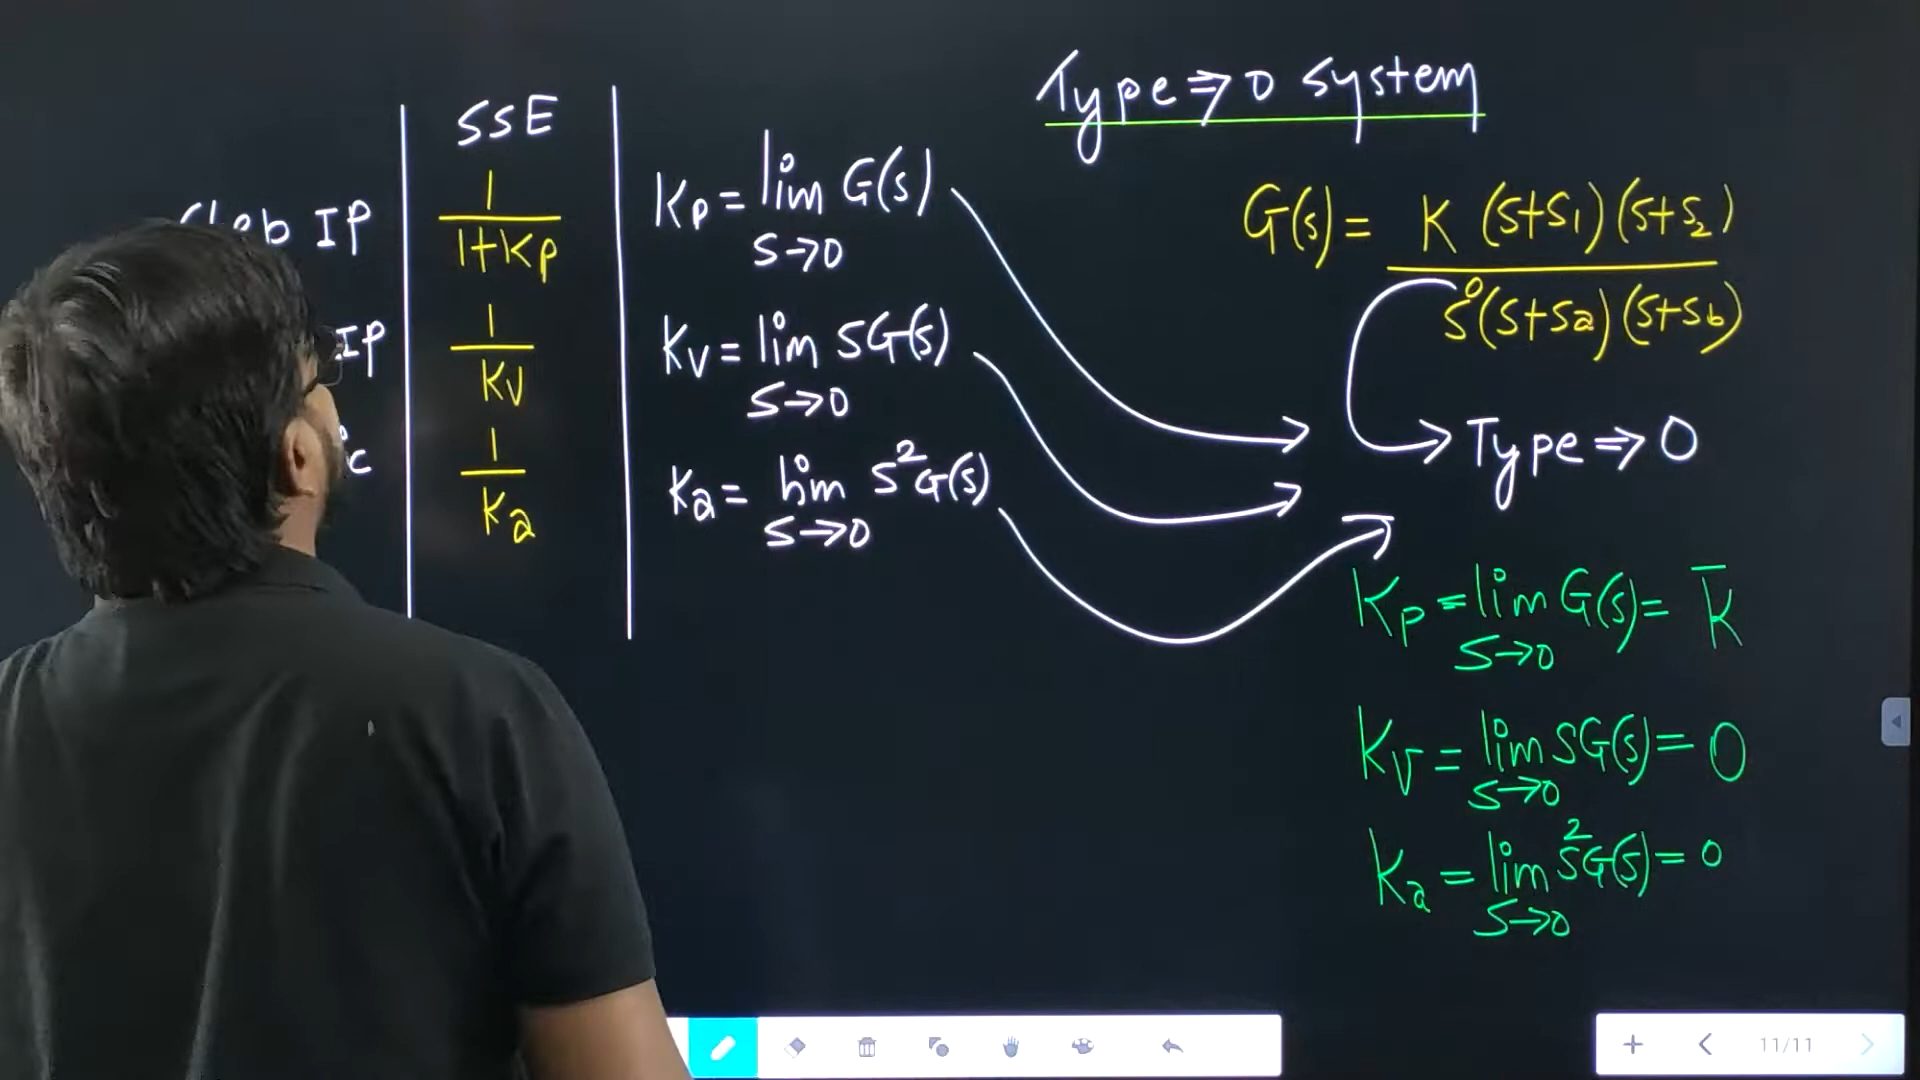 Type ⇒ 0 system
SSE
IP
1/(1+Kp)
Kp = lim G(s)
s→0
G(s) = K (s+s1)(s+s2)
s⁰(s+sa)(s+sb)
IP
1/Kv
Kv = lim sG(s)
s→0
Type ⇒ 0
c
1/Ka
Ka = lim s²G(s)
s→0
Kp = lim G(s) = K̅
s→0
Kv = lim sG(s) = 0
s→0
Ka = lim s²G(s) = 0
s→0
11/11